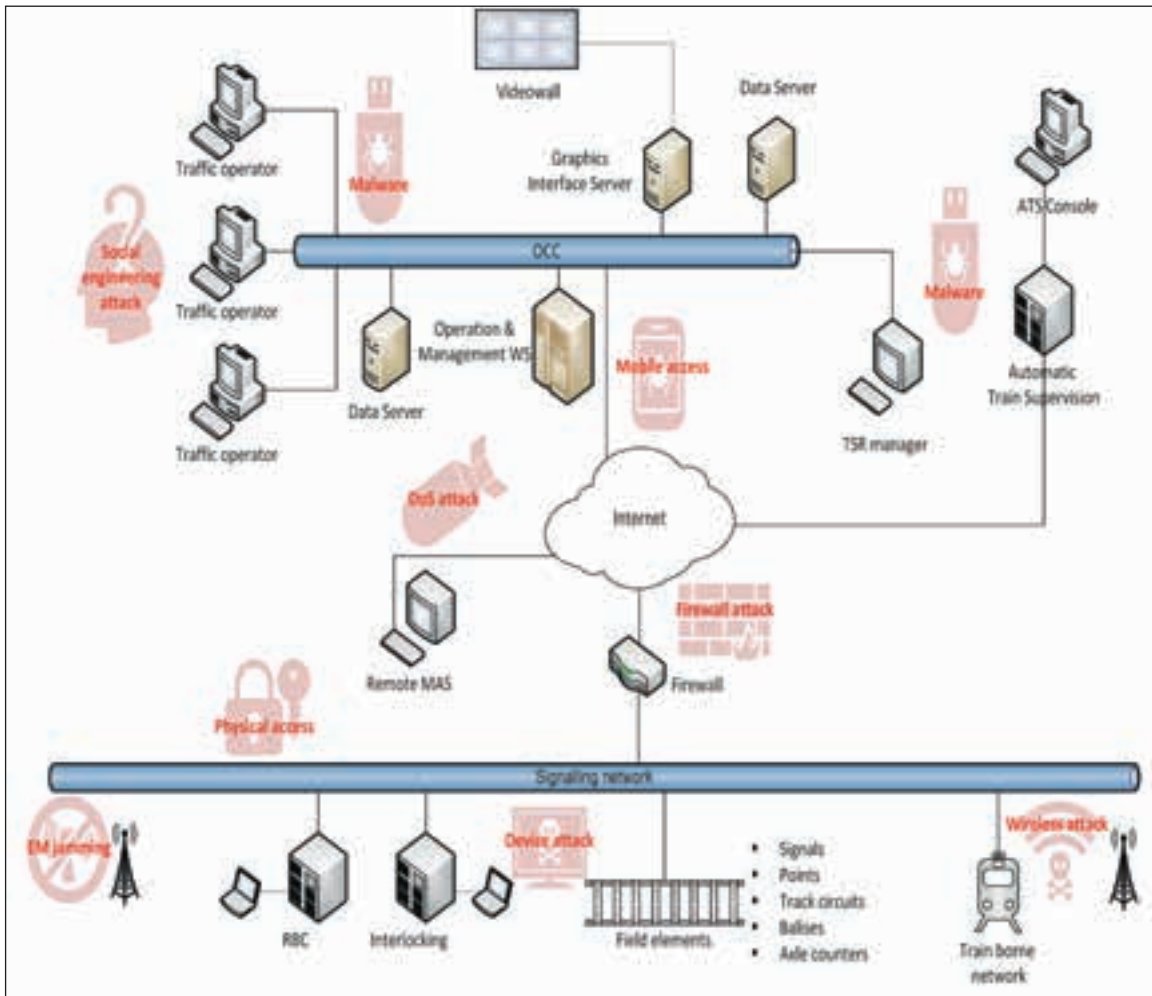 Videowall
Data Server
Traffic operator
Malware
Graphics
Interface Server
ATS Console
Social
engineering
attack
OCC
Malware
Traffic operator
Operation &
Management WS
Mobile access
Automatic
Train Supervision
Data Server
Traffic operator
TSR manager
DoS attack
Internet
Firewall attack
Remote MAS
Firewall
Physical access
Signalling network
EM jamming
Device attack
Wireless attack
• Signals
• Points
• Track circuits
• Balises
• Axle counters
RBC
Interlocking
Field elements
Train borne
network